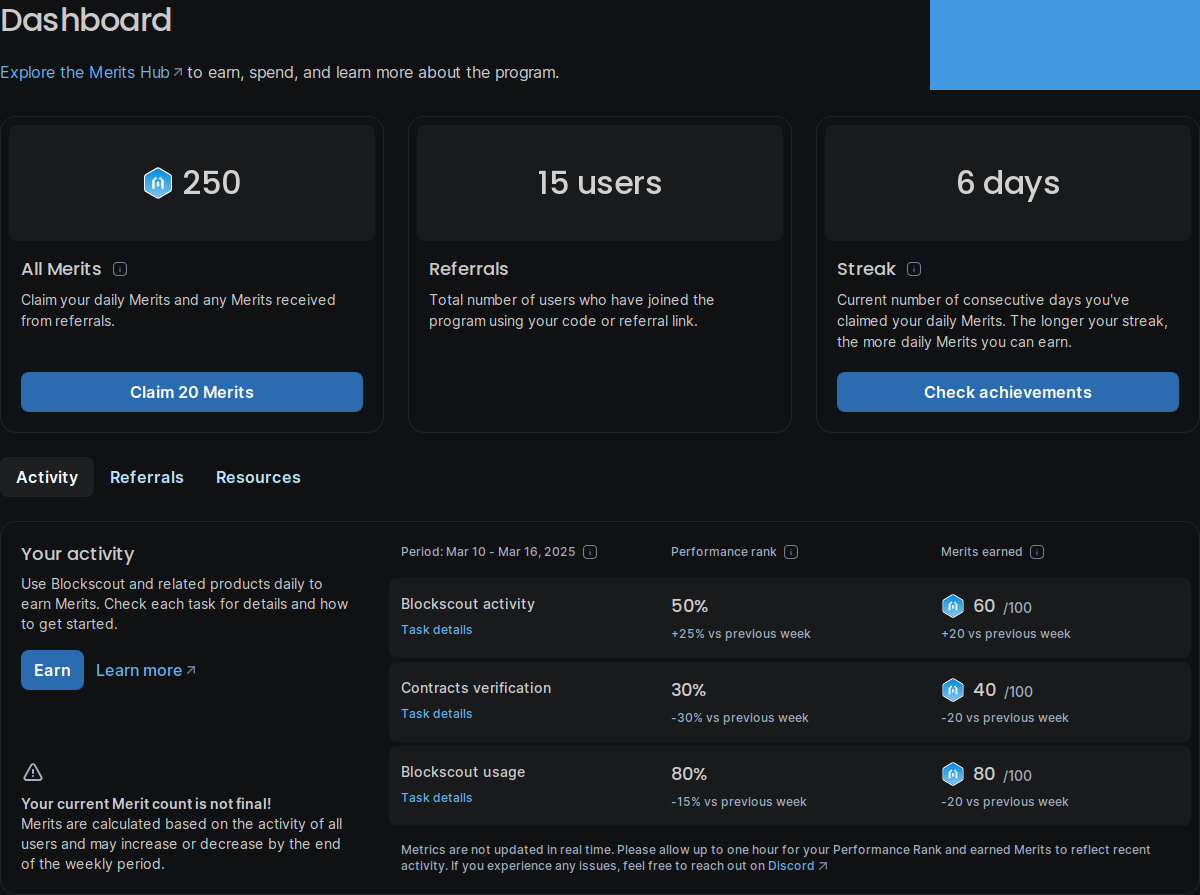 Dashboard
Explore the Merits Hub to earn, spend, and learn more about the program.
250
All Merits
Claim your daily Merits and any Merits received
from referrals.
Claim 20 Merits
15 users
Referrals
Total number of users who have joined the
program using your code or referral link.
6 days
Streak
Current number of consecutive days you've
claimed your daily Merits. The longer your streak,
the more daily Merits you can earn.
Check achievements
Activity
Referrals
Resources
Your activity
Use Blockscout and related products daily to
earn Merits. Check each task for details and how
to get started.
Earn
Learn more
Your current Merit count is not final!
Merits are calculated based on the activity of all
users and may increase or decrease by the end
of the weekly period.
Period: Mar 10 - Mar 16, 2025
Performance rank
Merits earned
Blockscout activity
Task details
50%
+25% vs previous week
60 /100
+20 vs previous week
Contracts verification
Task details
30%
-30% vs previous week
40 /100
-20 vs previous week
Blockscout usage
Task details
80%
-15% vs previous week
80 /100
-20 vs previous week
Metrics are not updated in real time. Please allow up to one hour for your Performance Rank and earned Merits to reflect recent
activity. If you experience any issues, feel free to reach out on Discord